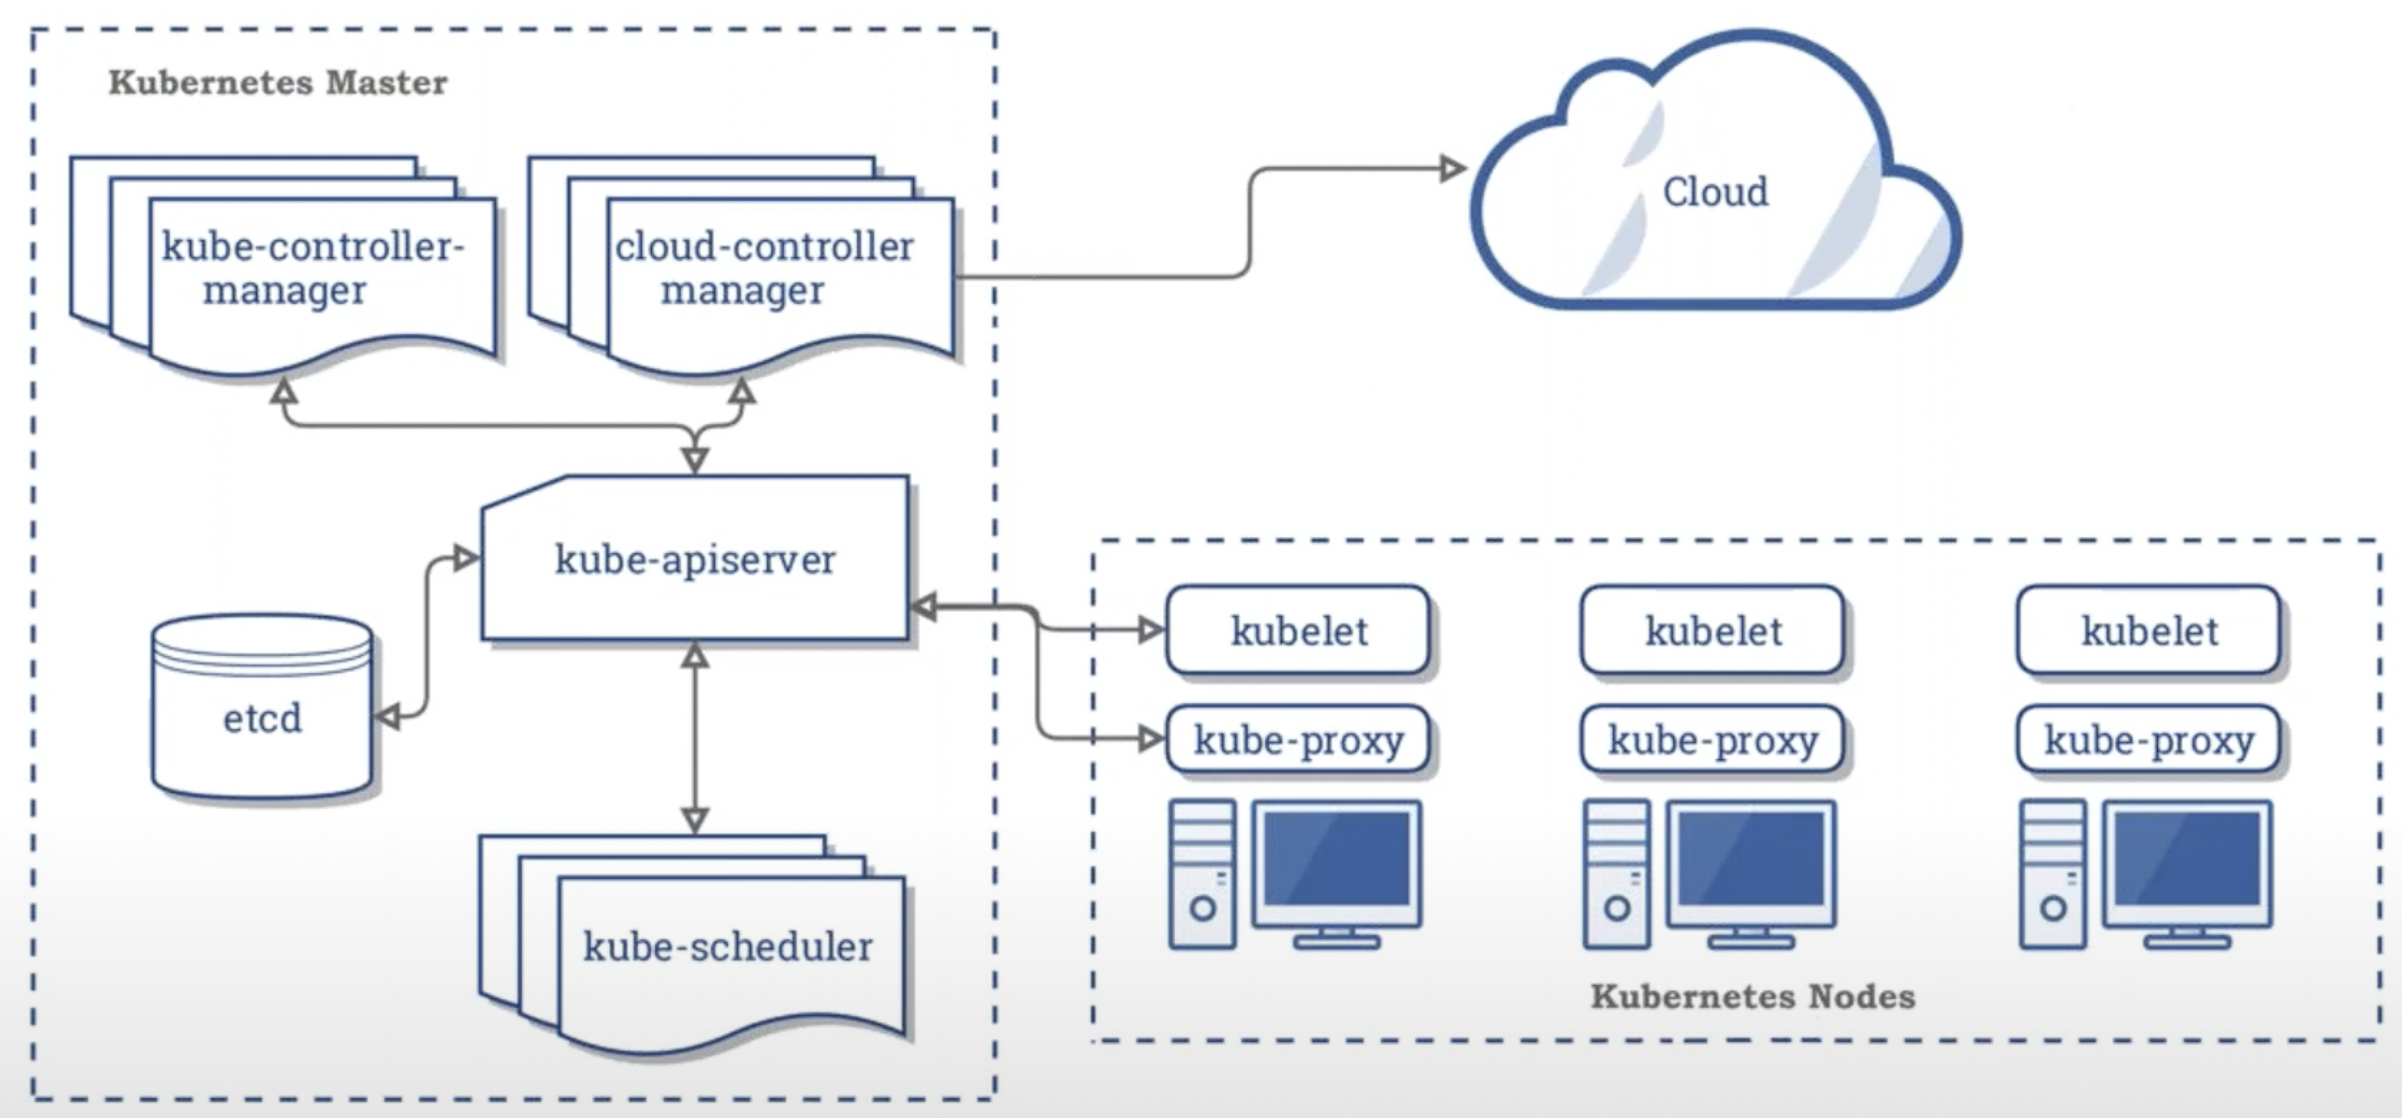 Kubernetes Master
kube-controller-
manager
cloud-controller
manager
Cloud
kube-apiserver
etcd
kube-scheduler
kubelet
kube-proxy
kubelet
kube-proxy
kubelet
kube-proxy
Kubernetes Nodes